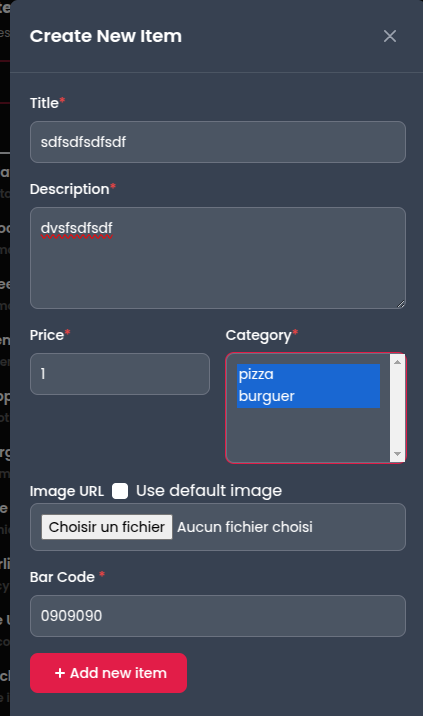 Create New Item
Title*
sdfsdfsdfsdf
Description*
dvsfsdfsdf
Price*
Category*
1
pizza
burguer
Image URL Use default image
Choisir un fichier Aucun fichier choisi
Bar Code *
0909090
+ Add new item